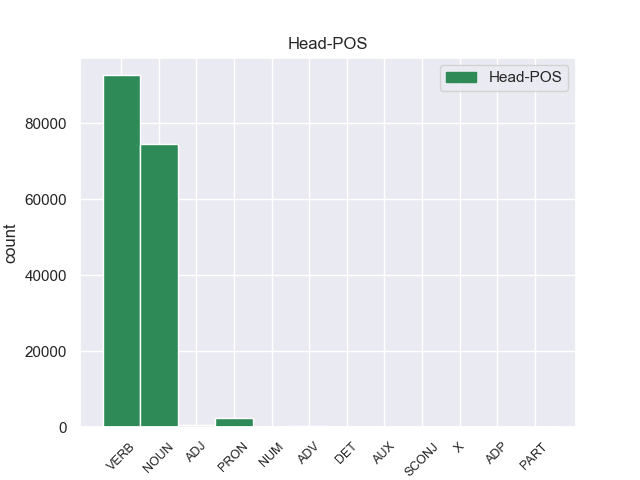 Head-POS
Head-POS
count
80000
60000
40000
20000
0
VERB NOUN ADJ PRON NUM ADV DET AUX SCONJ X ADP PART